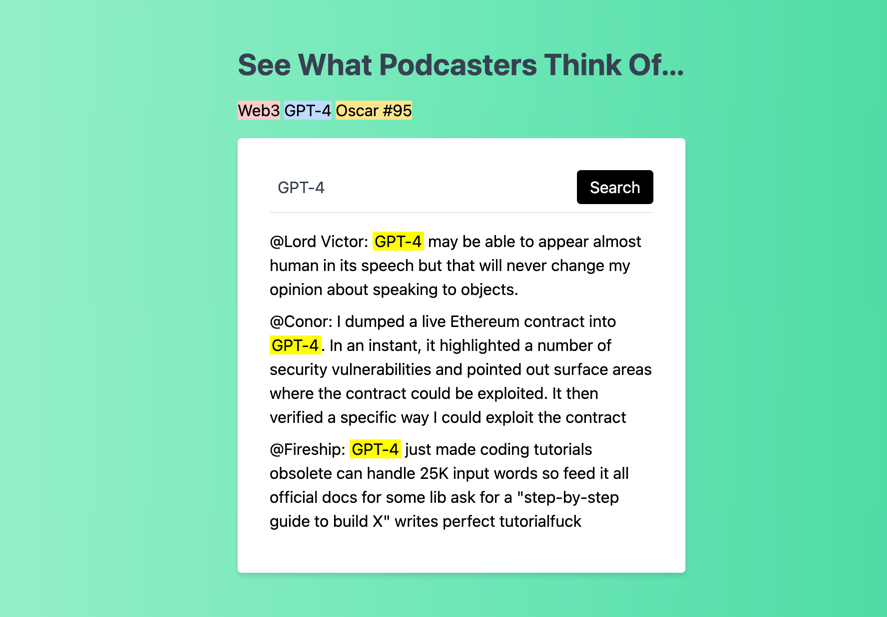 See What Podcasters Think Of...
Web3 GPT-4 Oscar #95
GPT-4
Search
@Lord Victor: GPT-4 may be able to appear almost
human in its speech but that will never change my
opinion about speaking to objects.
@Conor: I dumped a live Ethereum contract into
GPT-4. In an instant, it highlighted a number of
security vulnerabilities and pointed out surface areas
where the contract could be exploited. It then
verified a specific way I could exploit the contract
@Fireship: GPT-4 just made coding tutorials
obsolete can handle 25K input words so feed it all
official docs for some lib ask for a "step-by-step
guide to build X" writes perfect tutorialfuck